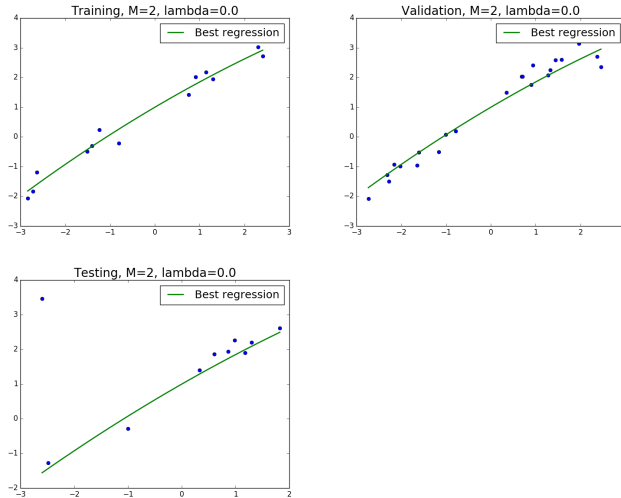 Training, M=2, lambda=0.0
Best regression
4
3
2
1
0
−1
−2
−3
−3 −2 −1 0 1 2 3
Validation, M=2, lambda=0.0
Best regression
4
3
2
1
0
−1
−2
−3
−3 −2 −1 0 1 2 3
Testing, M=2, lambda=0.0
Best regression
4
3
2
1
0
−1
−2
−3 −2 −1 0 1 2